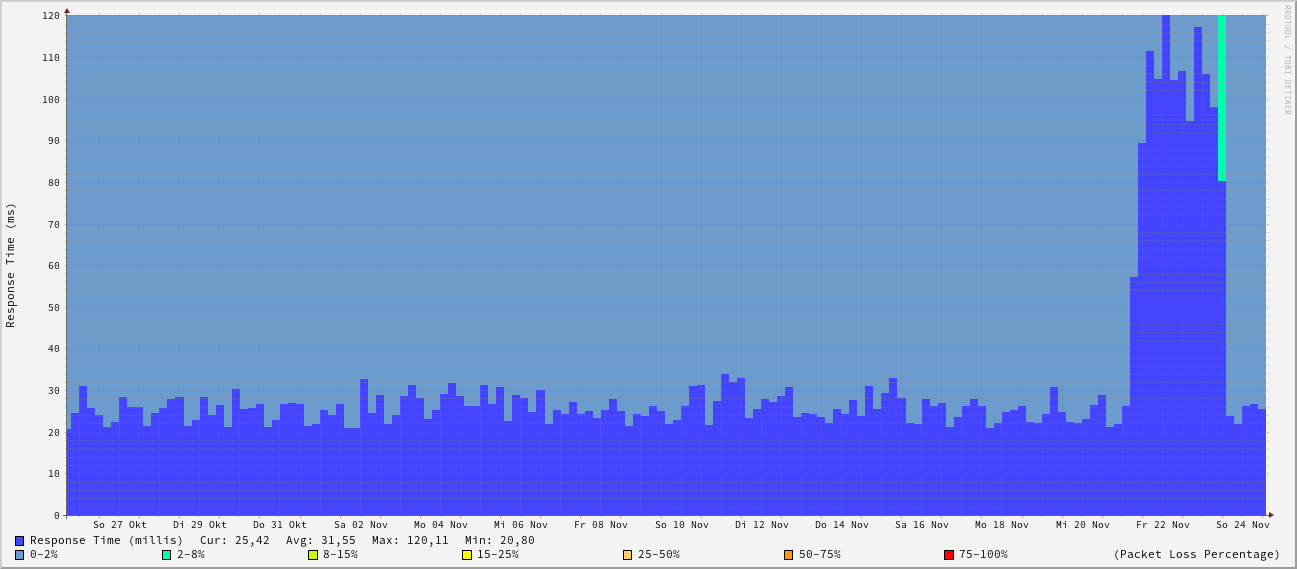 RRDTOOL / TOBI OETIKER
Response Time (ms)
120
110
100
90
80
70
60
50
40
30
20
10
0
So 27 Okt Di 29 Okt Do 31 Okt Sa 02 Nov Mo 04 Nov Mi 06 Nov Fr 08 Nov So 10 Nov Di 12 Nov Do 14 Nov Sa 16 Nov Mo 18 Nov Mi 20 Nov Fr 22 Nov So 24 Nov
Response Time (millis) Cur: 25,42 Avg: 31,55 Max: 120,11 Min: 20,80
0-2% 2-8% 8-15% 15-25% 25-50% 50-75% 75-100% (Packet Loss Percentage)